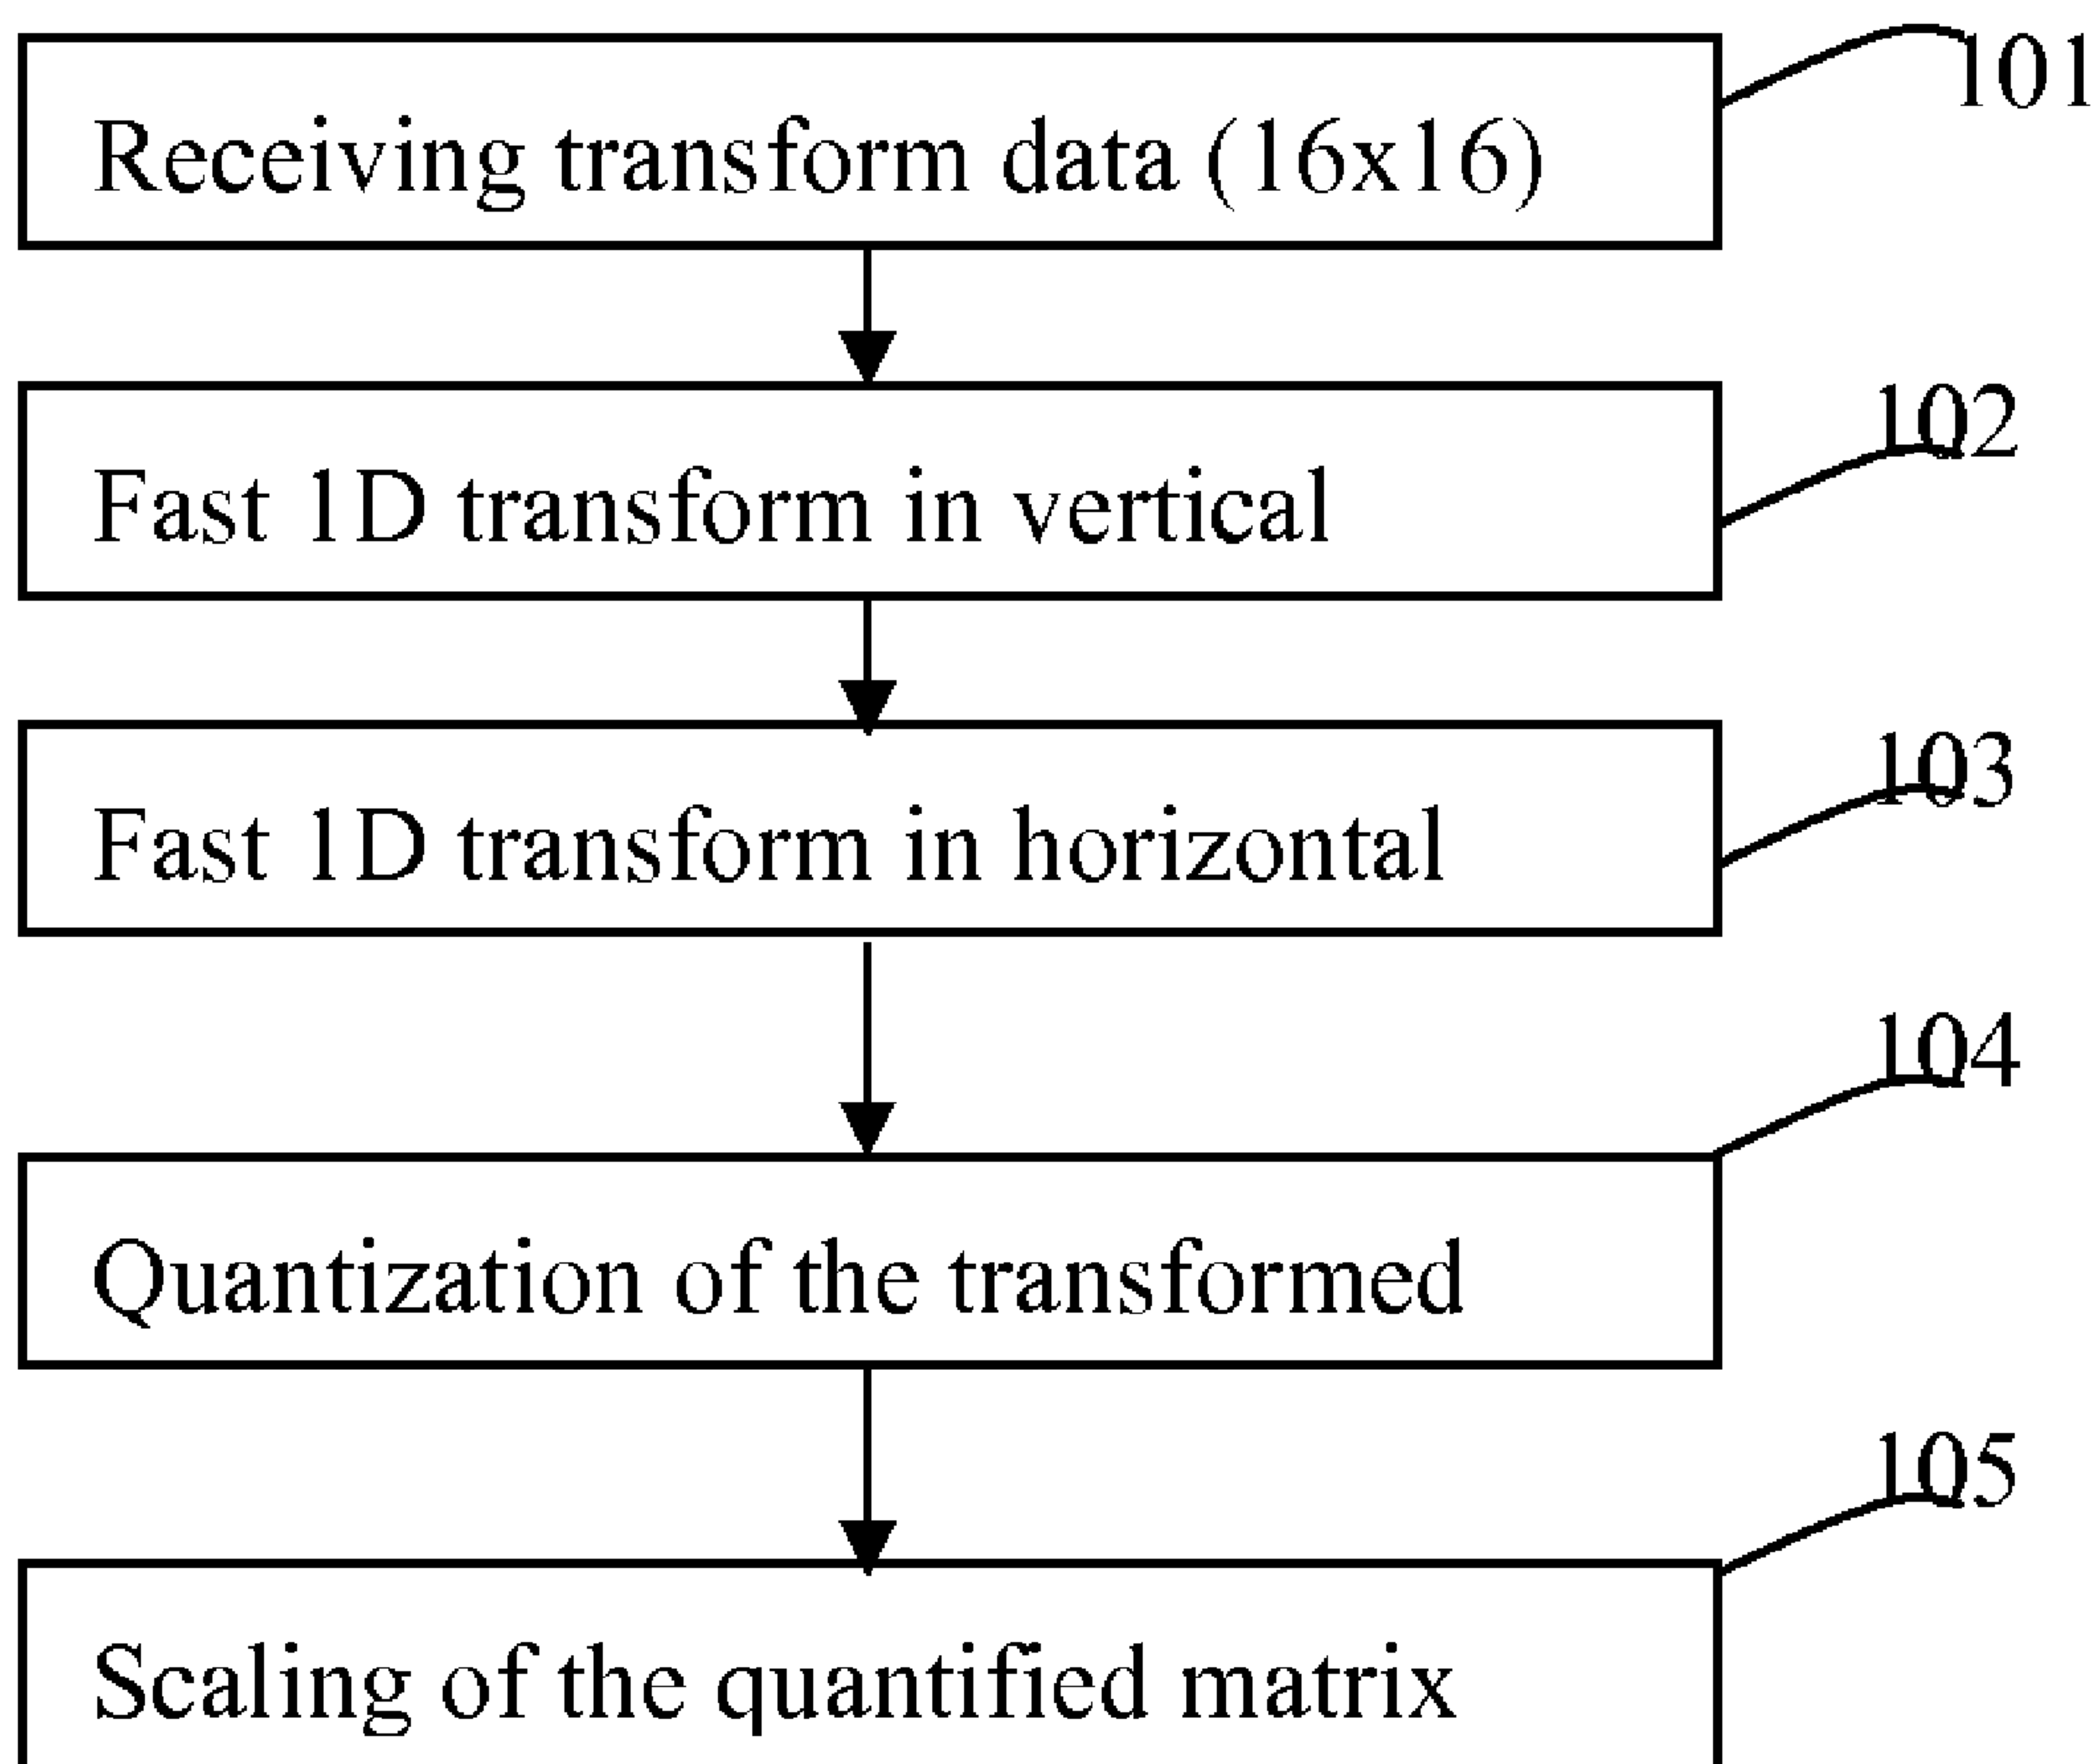 101
Receiving transform data (16x16)
102
Fast 1D transform in vertical
103
Fast 1D transform in horizontal
104
Quantization of the transformed
105
Scaling of the quantified matrix